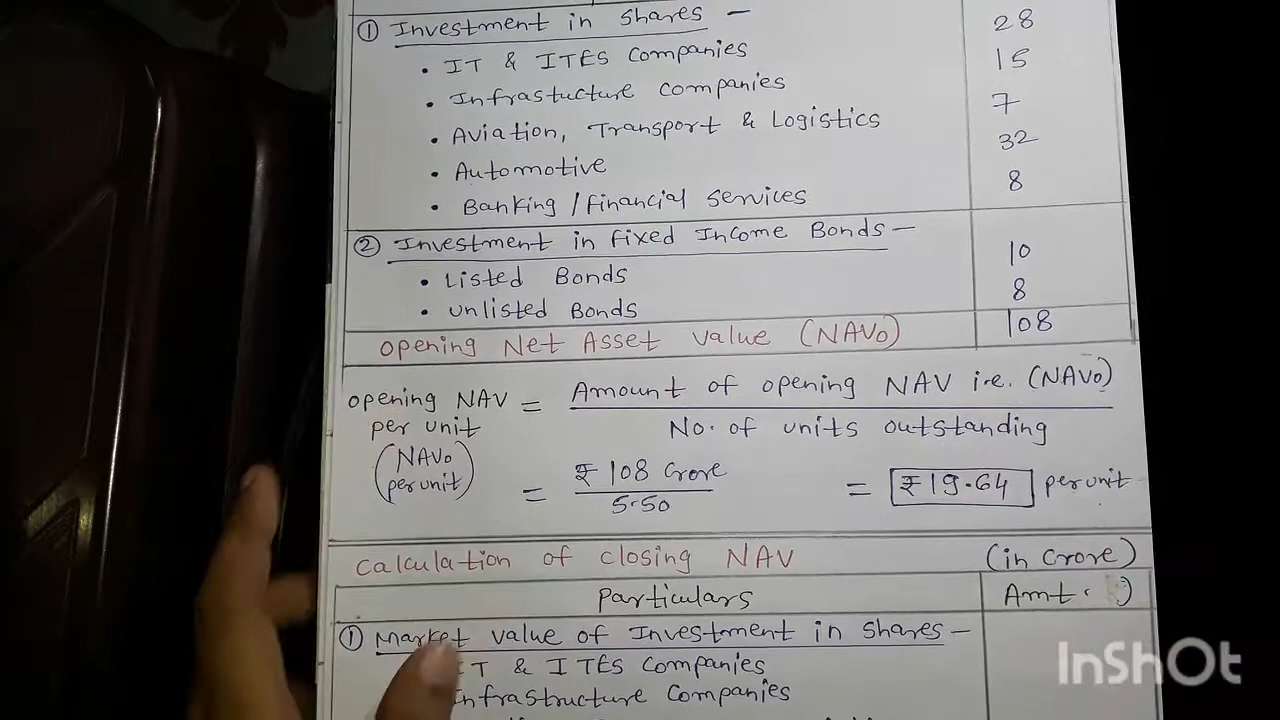 ① Investment in Shares – 28
• IT & ITES Companies 15
• Infrastucture companies 7
• Aviation, Transport & Logistics 32
• Automotive 8
• Banking / Financial Services
② Investment in Fixed Income Bonds –
• Listed Bonds 10
• Unlisted Bonds 8
Opening Net Asset Value (NAV₀) 108
Opening NAV per unit (NAV₀ per unit) = Amount of opening NAV i.e. (NAV₀)
No. of units outstanding
= ₹ 108 Crore
5.50
= ₹19.64 per unit
Calculation of closing NAV (in Crore)
Particulars Amt. )
① Market value of Investment in Shares –
IT & ITES Companies
Infrastructure Companies
InShOt